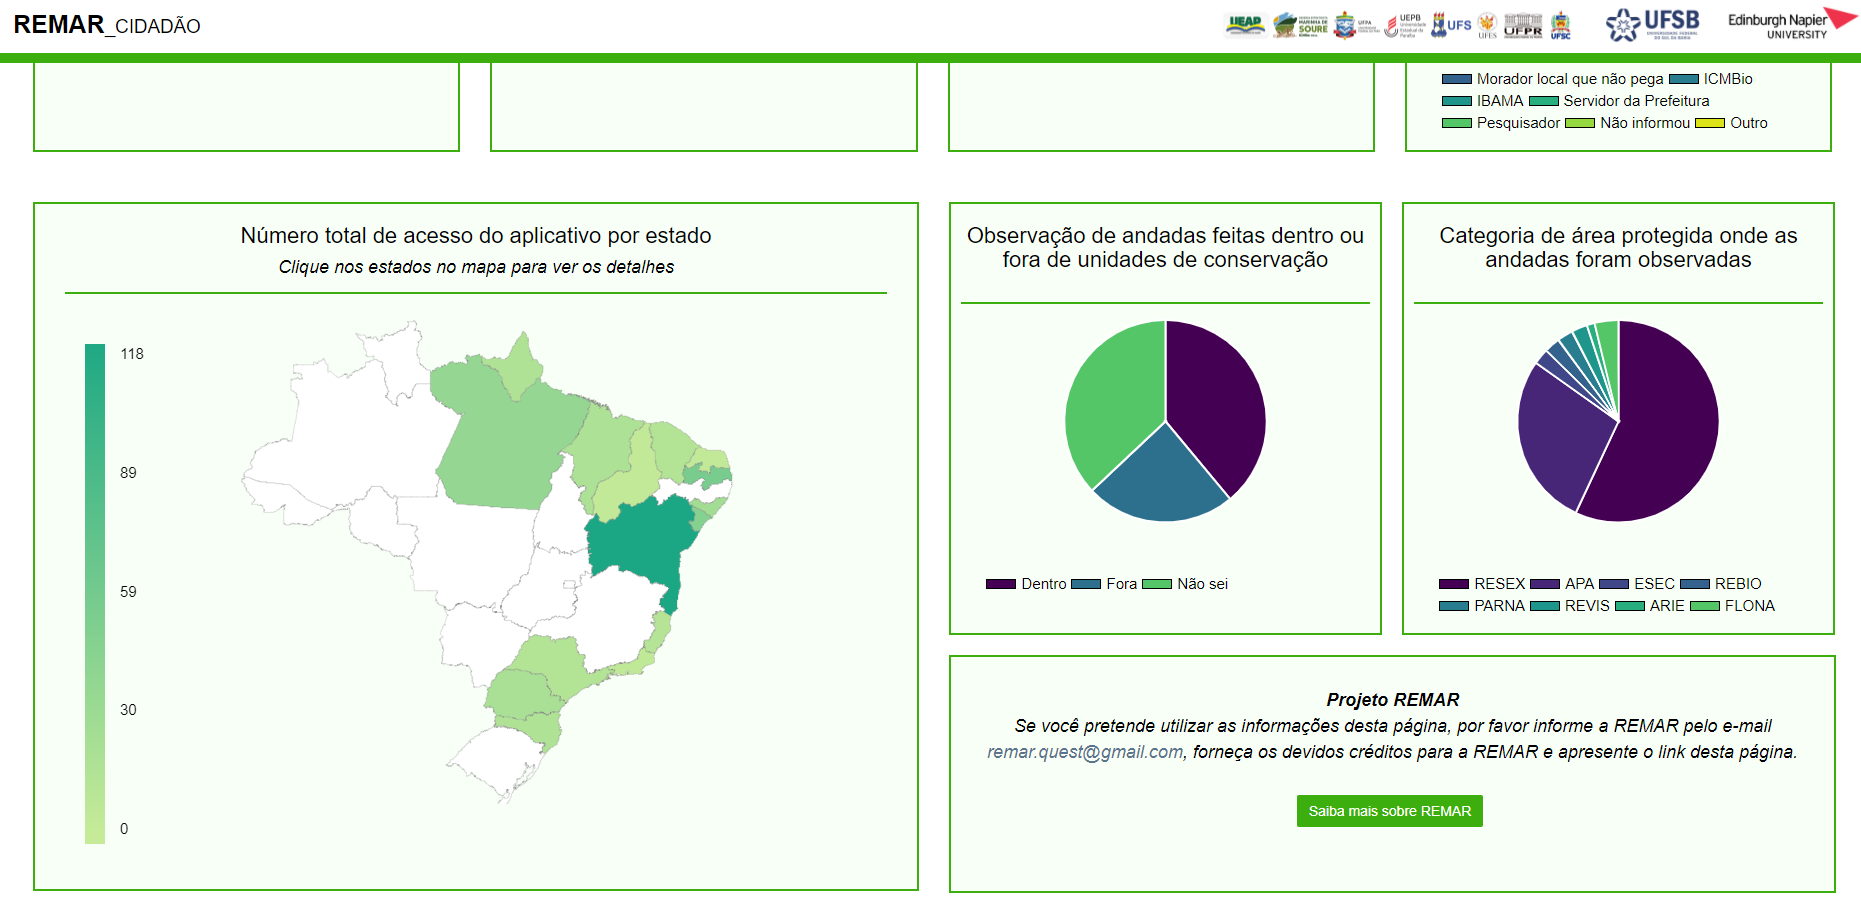 REMAR_CIDADÃO
UEAP
SOURE
UFPA
UEPB
UFS
UFES
UFPR
UFSC
UFSB
UNIVERSIDADE FEDERAL
DO SUL DA BAHIA
Edinburgh Napier
UNIVERSITY
Morador local que não pega ICMBio
IBAMA Servidor da Prefeitura
Pesquisador Não informou Outro
Número total de acesso do aplicativo por estado
Clique nos estados no mapa para ver os detalhes
118
89
59
30
0
Observação de andadas feitas dentro ou
fora de unidades de conservação
Dentro Fora Não sei
Categoria de área protegida onde as
andadas foram observadas
RESEX APA ESEC REBIO
PARNA REVIS ARIE FLONA
Projeto REMAR
Se você pretende utilizar as informações desta página, por favor informe a REMAR pelo e-mail
remar.quest@gmail.com, forneça os devidos créditos para a REMAR e apresente o link desta página.
Saiba mais sobre REMAR